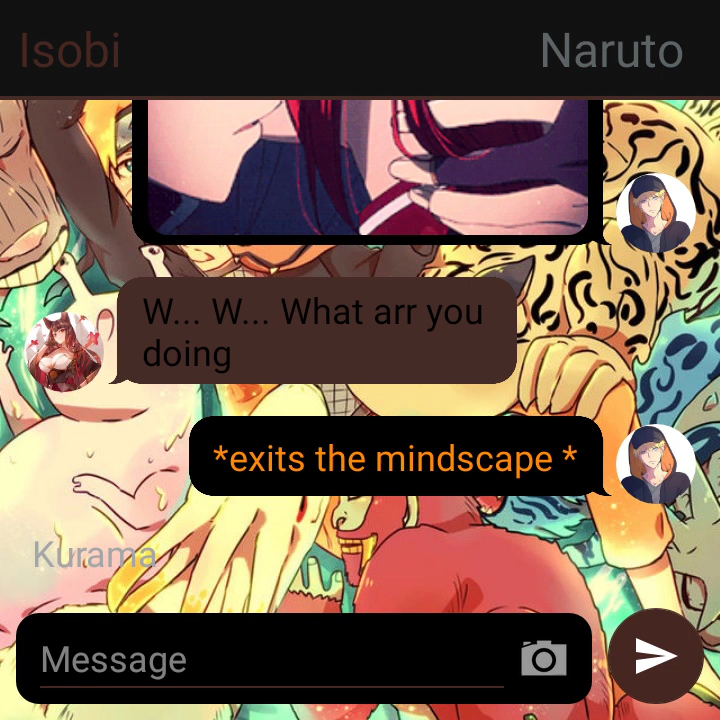 Isobi
Naruto
W... W... What arr you
doing
*exits the mindscape *
Kurama
Message